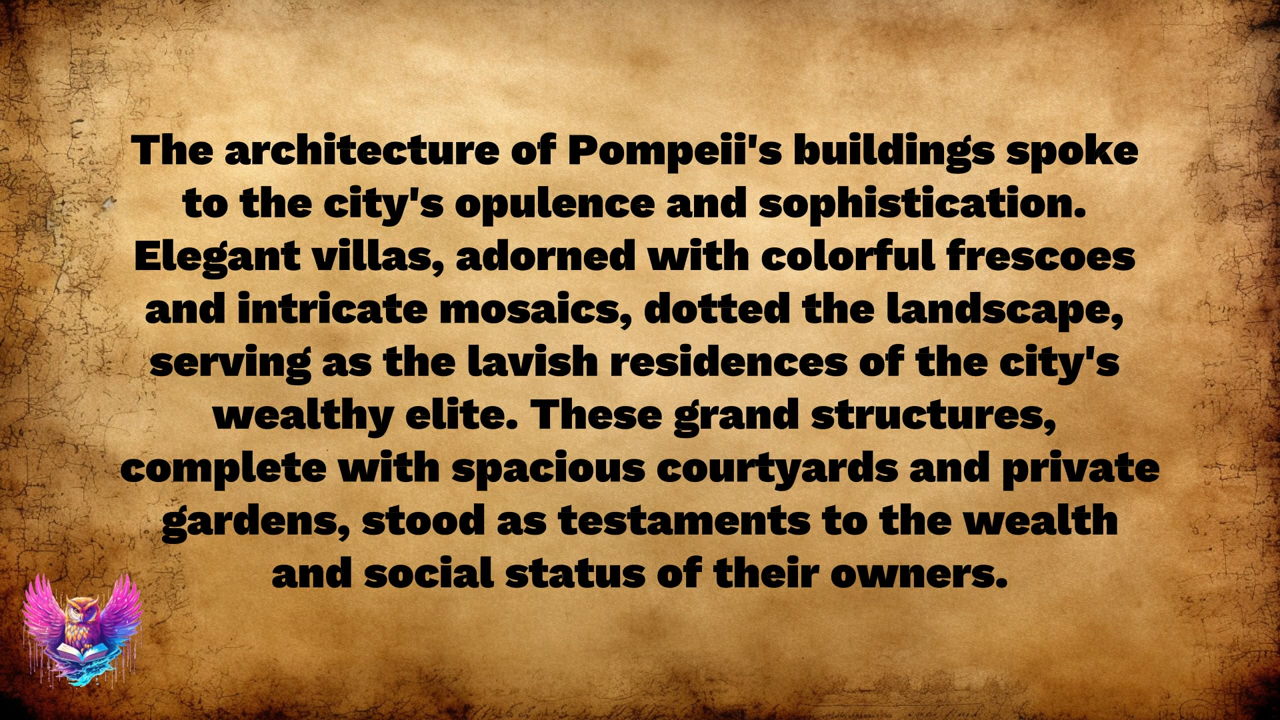 The architecture of Pompeii's buildings spoke
to the city's opulence and sophistication.
Elegant villas, adorned with colorful frescoes
and intricate mosaics, dotted the landscape,
serving as the lavish residences of the city's
wealthy elite. These grand structures,
complete with spacious courtyards and private
gardens, stood as testaments to the wealth
and social status of their owners.